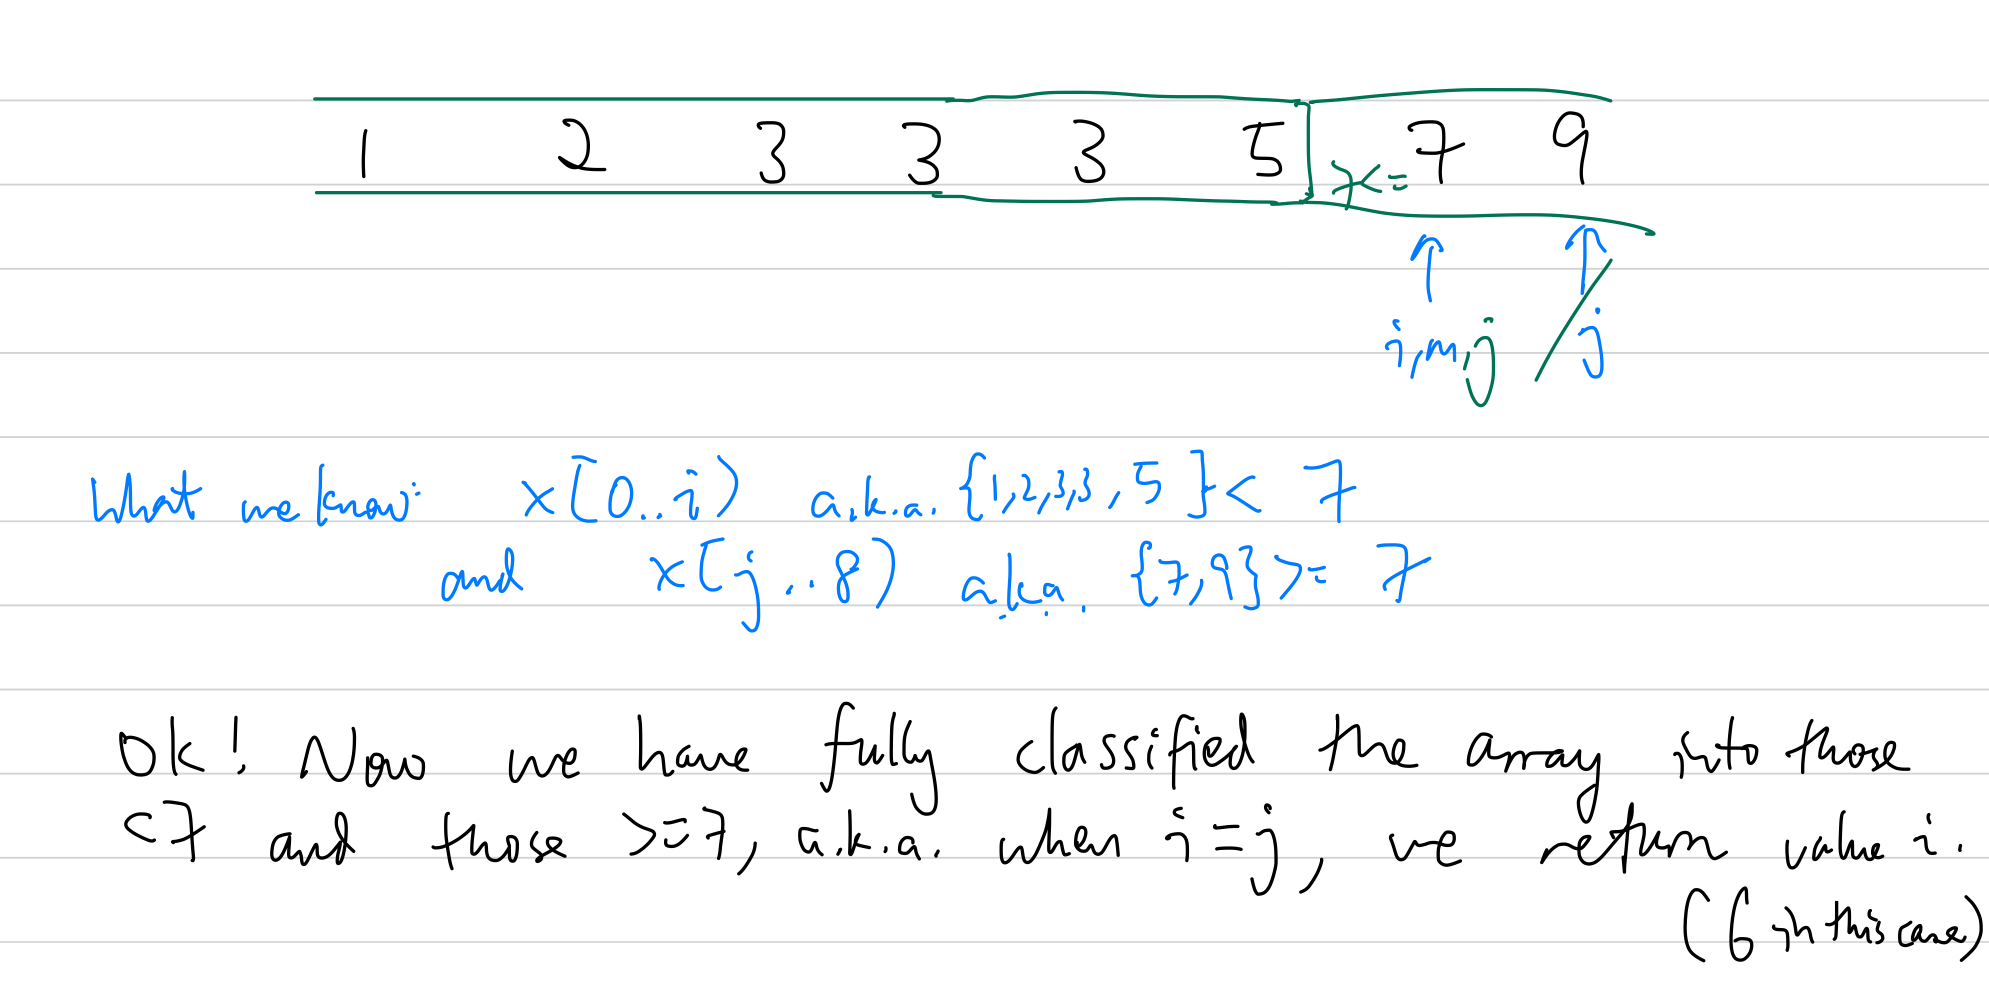 1 2 3 3 3 5 7<= 7 9
i, m, j j
What we know: x[0..i) a.k.a. {1,2,3,3,5}< 7
and x[j..8) a.k.a. {7,9}>= 7
Ok! Now we have fully classified the array into those
<7 and those >=7, a.k.a. when i=j, we return value i.
(6 in this case)